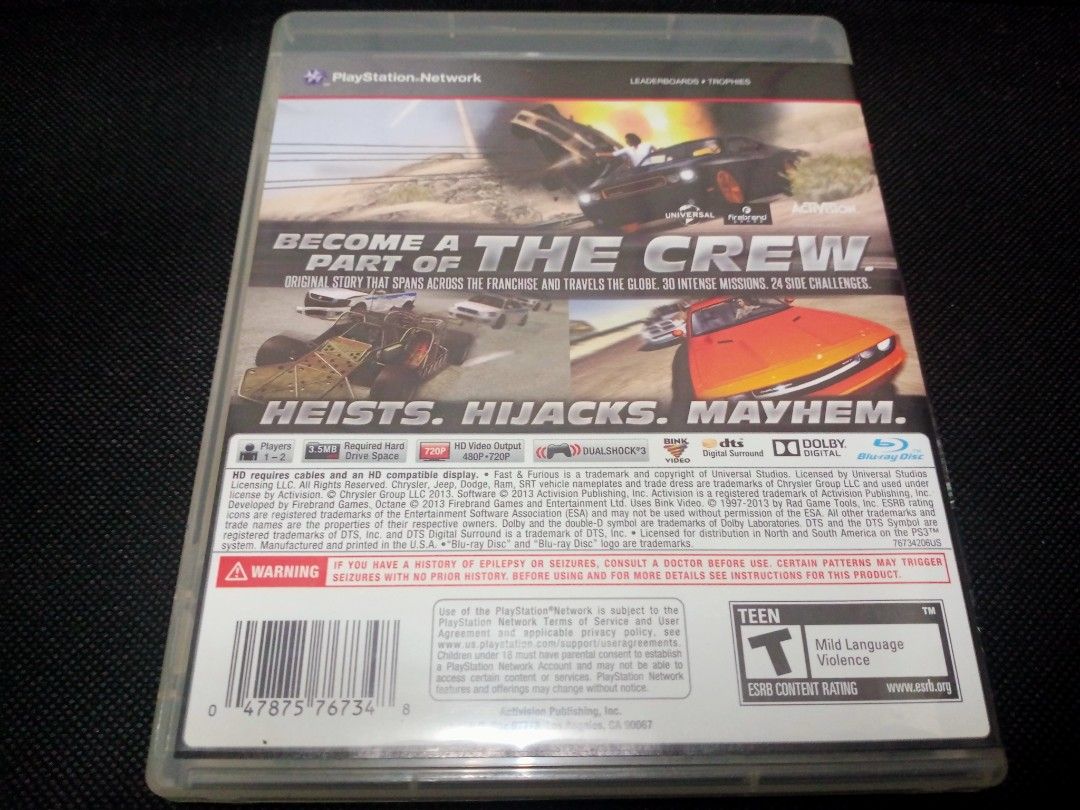 PlayStation®Network
LEADERBOARDS • TROPHIES
UNIVERSAL
firebrand
GAMES
ACTIVISION
BECOME A
PART OF THE CREW.
ORIGINAL STORY THAT SPANS ACROSS THE FRANCHISE AND TRAVELS THE GLOBE. 30 INTENSE MISSIONS. 24 SIDE CHALLENGES.
HEISTS. HIJACKS. MAYHEM.
Players
1 – 2
3.5MB
Required Hard
Drive Space
720P
HD Video Output
480P•720P
DUALSHOCK®3
BINK
VIDEO
dts
Digital Surround
DOLBY
DIGITAL
Blu-ray Disc™
HD requires cables and an HD compatible display. • Fast & Furious is a trademark and copyright of Universal Studios. Licensed by Universal Studios
Licensing LLC. All Rights Reserved. Chrysler, Jeep, Dodge, Ram, SRT vehicle nameplates and trade dress are trademarks of Chrysler Group LLC and used under
license by Activision. © Chrysler Group LLC 2013. Software © 2013 Activision Publishing, Inc. Activision is a registered trademark of Activision Publishing, Inc.
Developed by Firebrand Games, Octane © 2013 Firebrand Games and Entertainment Ltd. Uses Bink Video. © 1997-2013 by Rad Game Tools, Inc. ESRB rating
icons are registered trademarks of the Entertainment Software Association (ESA) and may not be used without permission of the ESA. All other trademarks and
trade names are the properties of their respective owners. Dolby and the double-D symbol are trademarks of Dolby Laboratories. DTS and the DTS Symbol are
registered trademarks of DTS, Inc. and DTS Digital Surround is a trademark of DTS, Inc. • Licensed for distribution in North and South America on the PS3™
system. Manufactured and printed in the U.S.A. •"Blu-ray Disc" and "Blu-ray Disc" logo are trademarks.
76734206US
WARNING
IF YOU HAVE A HISTORY OF EPILEPSY OR SEIZURES, CONSULT A DOCTOR BEFORE USE. CERTAIN PATTERNS MAY TRIGGER
SEIZURES WITH NO PRIOR HISTORY. BEFORE USING AND FOR MORE DETAILS SEE INSTRUCTIONS FOR THIS PRODUCT.
Use of the PlayStation®Network is subject to the
PlayStation Network Terms of Service and User
Agreement and applicable privacy policy, see
www.us.playstation.com/support/useragreements.
Children under 18 must have parental consent to establish
a PlayStation Network Account and may not be able to
access certain content or services. PlayStation Network
features and offerings may change without notice.
0 47875 76734 8
Activision Publishing, Inc.
Los Angeles, CA 90067
TEEN
TM
T
Mild Language
Violence
ESRB CONTENT RATING
www.esrb.org